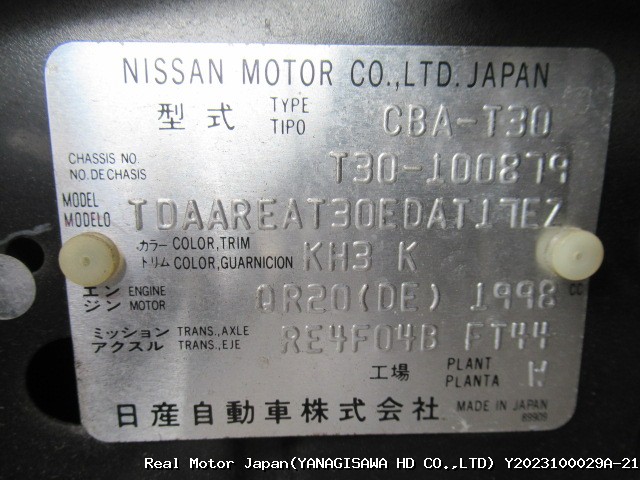 NISSAN MOTOR CO.,LTD. JAPAN
型式 TYPE TIPO CBA-T30
CHASSIS NO. NO. DE CHASIS T30-100879
MODEL MODELO TDAAREAT30EDAT17EZ
カラー COLOR, TRIM
トリム COLOR, GUARNICION KH3 K
エンジン ENGINE MOTOR QR20(DE) 1998 CC
ミッション TRANS., AXLE
アクスル TRANS., EJE RE4F04B FT44
工場 PLANT PLANTA W
日産自動車株式会社 MADE IN JAPAN
89909
Real Motor Japan(YANAGISAWA HD CO.,LTD) Y2023100029A-21